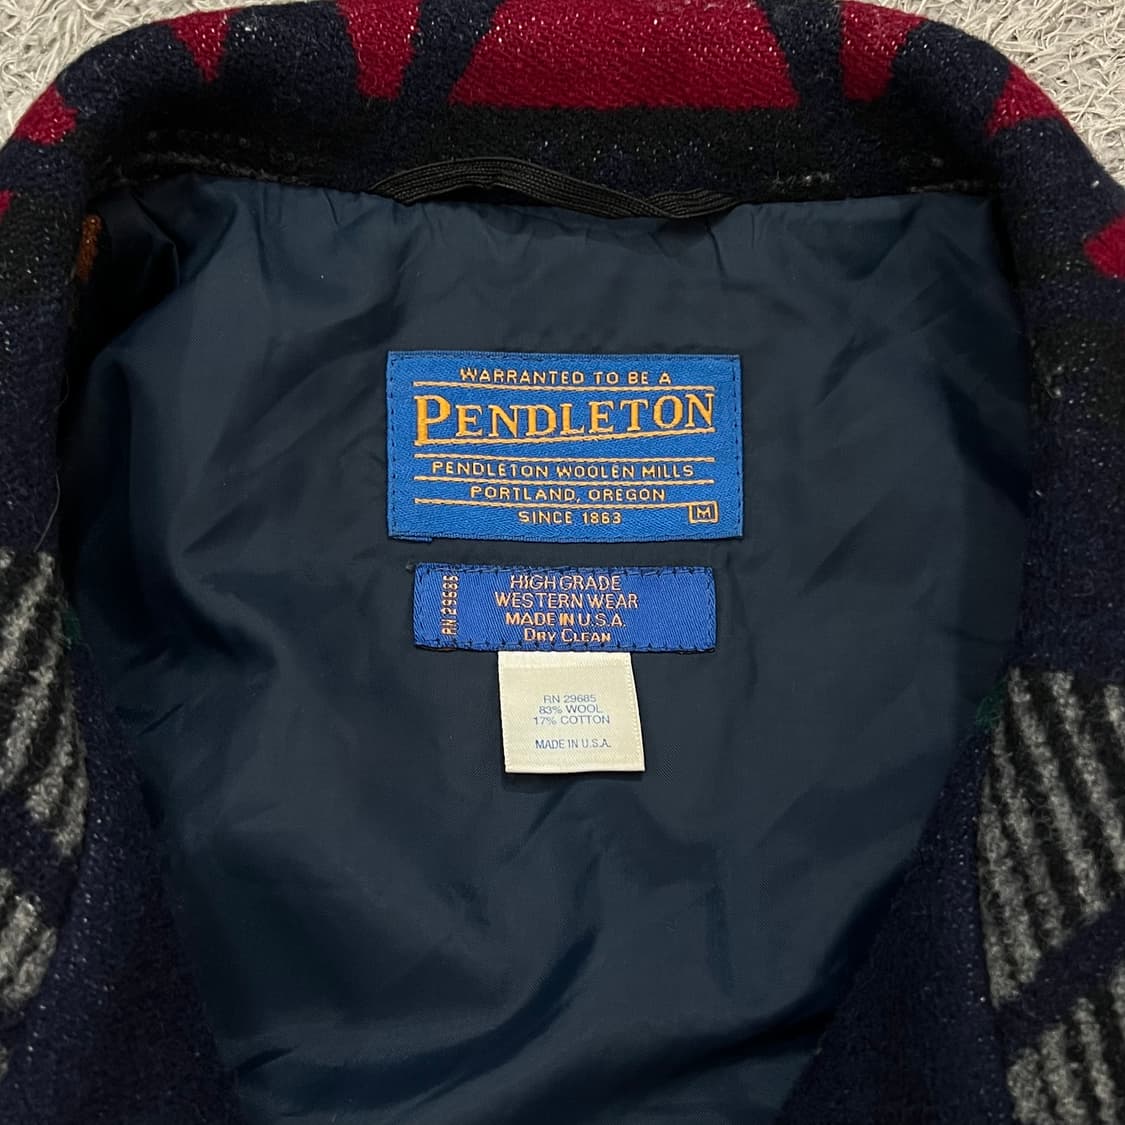 WARRANTED TO BE A
PENDLETON
PENDLETON WOOLEN MILLS
PORTLAND, OREGON
SINCE 1863
M
RN 29685
HIGH GRADE
WESTERN WEAR
MADE IN U.S.A.
DRY CLEAN
RN 29685
83% WOOL
17% COTTON
MADE IN U.S.A.